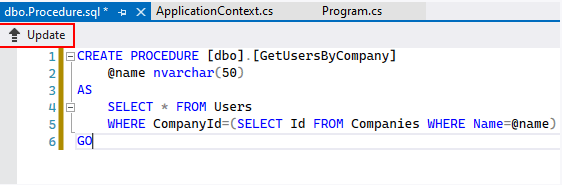 dbo.Procedure.sql * ApplicationContext.cs Program.cs
Update
1 CREATE PROCEDURE [dbo].[GetUsersByCompany]
2 @name nvarchar(50)
3 AS
4 SELECT * FROM Users
5 WHERE CompanyId=(SELECT Id FROM Companies WHERE Name=@name)
6 GO